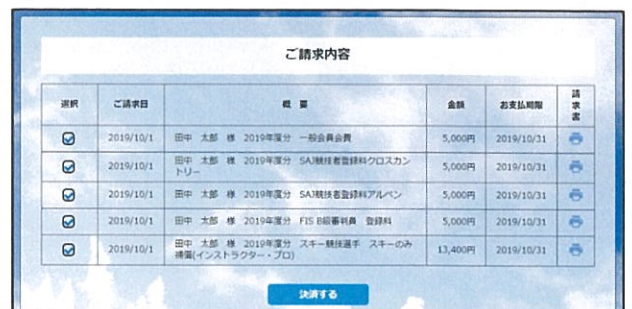 ご請求内容
選択 ご請求日 概 要 金額 お支払期限 請求書
2019/10/1 田中 太郎 様 2019年度分 一般会員会費 5,000円 2019/10/31
2019/10/1 田中 太郎 様 2019年度分 SAJ競技者登録料クロスカン
トリー 5,000円 2019/10/31
2019/10/1 田中 太郎 様 2019年度分 SAJ競技者登録料アルペン 5,000円 2019/10/31
2019/10/1 田中 太郎 様 2019年度分 FIS B級審判員 登録料 5,000円 2019/10/31
2019/10/1 田中 太郎 様 2019年度分 スキー競技選手 スキーのみ
補償(インストラクター・プロ) 13,400円 2019/10/31
決済する